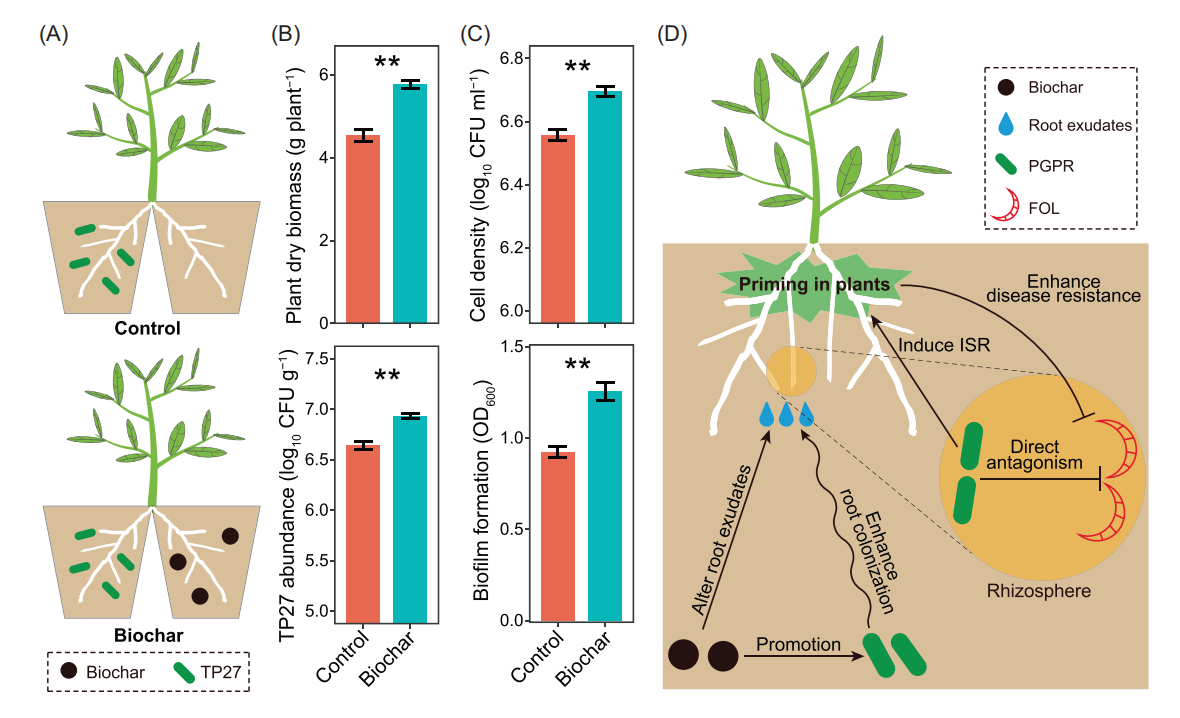 (A)
Control
Biochar
Biochar
TP27
(B)
Plant dry biomass (g plant⁻¹)
6
4
2
0
**
TP27 abundance (log₁₀ CFU g⁻¹)
7.5
7.0
6.5
6.0
5.5
5.0
**
Control
Biochar
(C)
Cell density (log₁₀ CFU ml⁻¹)
6.8
6.6
6.4
6.2
6.0
**
Biofilm formation (OD₆₀₀)
1.5
1.0
0.5
0.0
**
Control
Biochar
(D)
Biochar
Root exudates
PGPR
FOL
Priming in plants
Enhance
disease resistance
Induce ISR
Direct
antagonism
Rhizosphere
Alter root exudates
Enhance
root colonization
Promotion